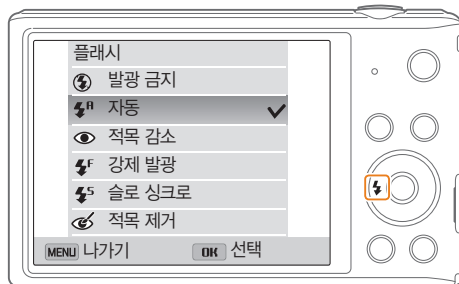 플래시
발광 금지
A 자동
적목 감소
F 강제 발광
S 슬로 싱크로
적목 제거
MENU 나가기 OK 선택